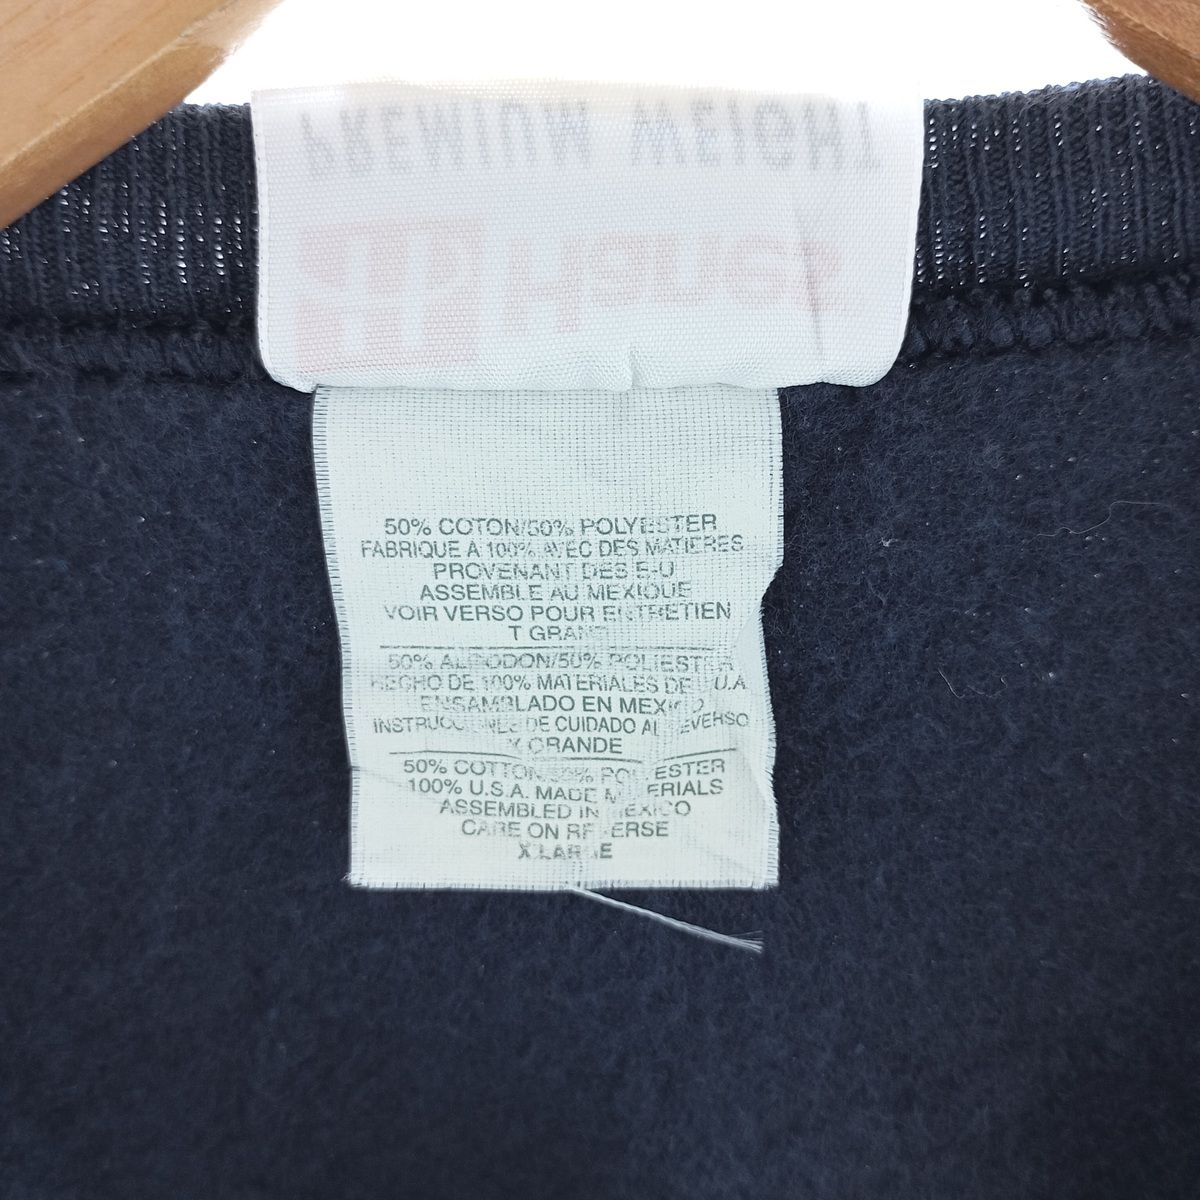 PREMIUM WEIGHT
50% COTON/50% POLYESTER
FABRIQUE A 100% AVEC DES MATIERES
PROVENANT DES E-U
ASSEMBLE AU MEXIQUE
VOIR VERSO POUR ENTRETIEN
T GRAND
50% ALGODON/50% POLIESTER
HECHO DE 100% MATERIALES DE U.S.A
ENSAMBLADO EN MEXICO
INSTRUCCIONES DE CUIDADO AL REVERSO
X GRANDE
50% COTTON/50% POLYESTER
100% U.S.A. MADE MATERIALS
ASSEMBLED IN MEXICO
CARE ON REVERSE
X LARGE